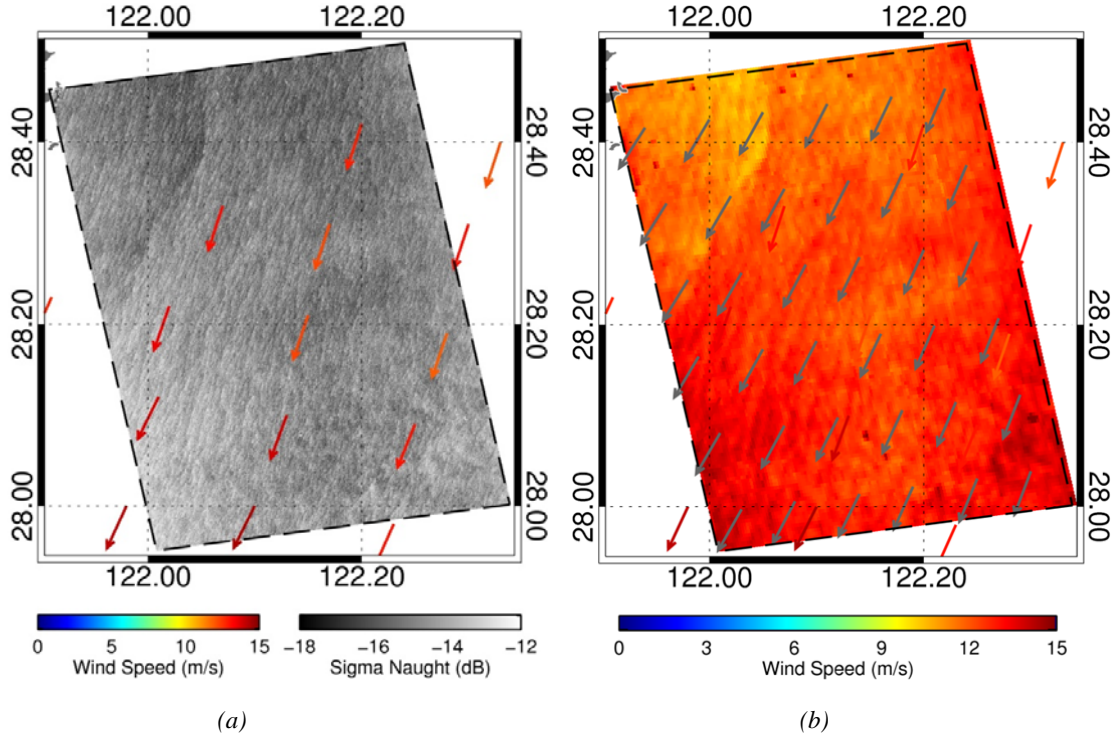 122.00 122.20 122.00 122.20
28.40 28.40 28.40 28.40
28.20 28.20 28.20 28.20
28.00 28.00 28.00 28.00
122.00 122.20 122.00 122.20
0 5 10 15 −18 −16 −14 −12 0 3 6 9 12 15
Wind Speed (m/s) Sigma Naught (dB) Wind Speed (m/s)
(a) (b)